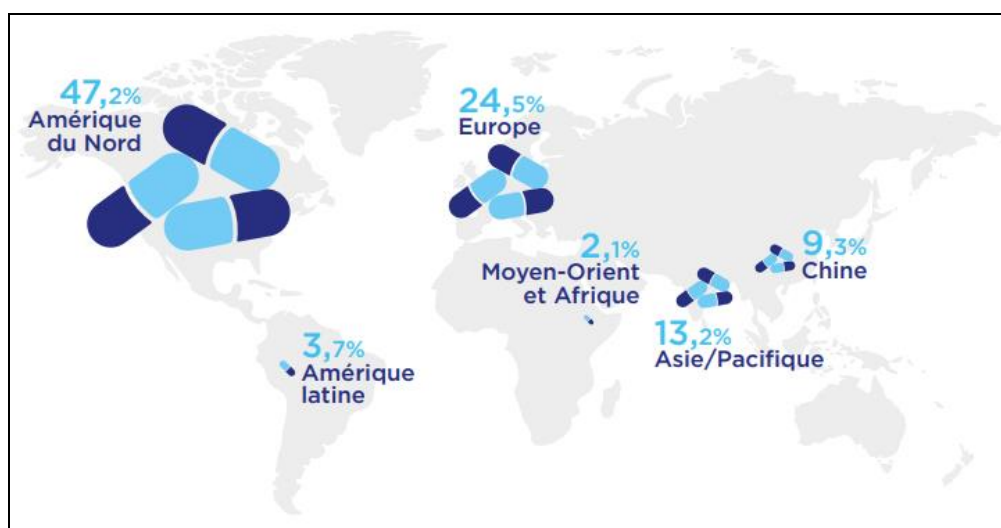 47,2%
Amérique
du Nord
24,5%
Europe
2,1%
Moyen-Orient
et Afrique
9,3%
Chine
13,2%
Asie/Pacifique
3,7%
Amérique
latine